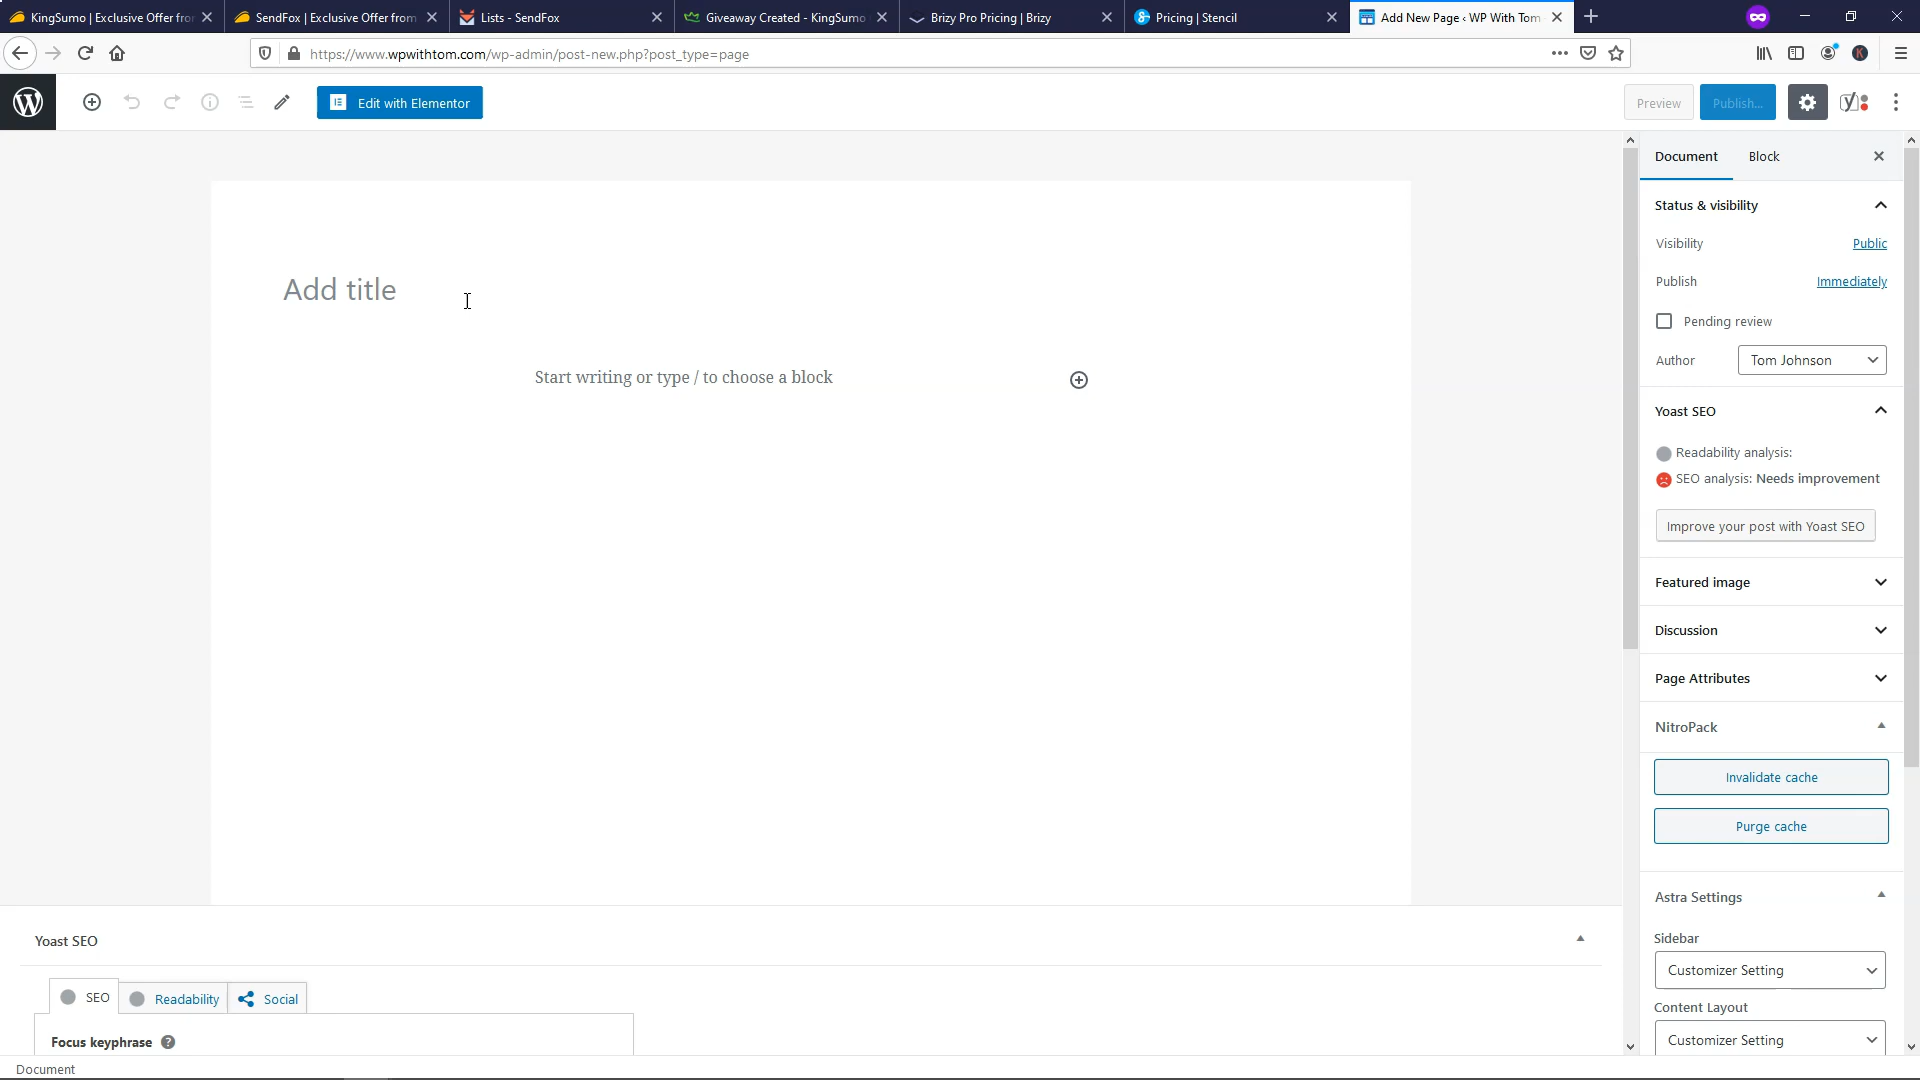 KingSumo | Exclusive Offer fro
SendFox | Exclusive Offer from
Lists - SendFox
Giveaway Created - KingSumo
Brizy Pro Pricing | Brizy
Pricing | Stencil
Add New Page ‹ WP With Tom
https://www.wpwithtom.com/wp-admin/post-new.php?post_type=page
Edit with Elementor
Preview
Publish...
Document
Block
Add title
Start writing or type / to choose a block
Status & visibility
Visibility
Public
Publish
Immediately
Pending review
Author
Tom Johnson
Yoast SEO
Readability analysis:
SEO analysis: Needs improvement
Improve your post with Yoast SEO
Featured image
Discussion
Page Attributes
NitroPack
Invalidate cache
Purge cache
Astra Settings
Sidebar
Customizer Setting
Content Layout
Customizer Setting
Yoast SEO
SEO
Readability
Social
Focus keyphrase
Document